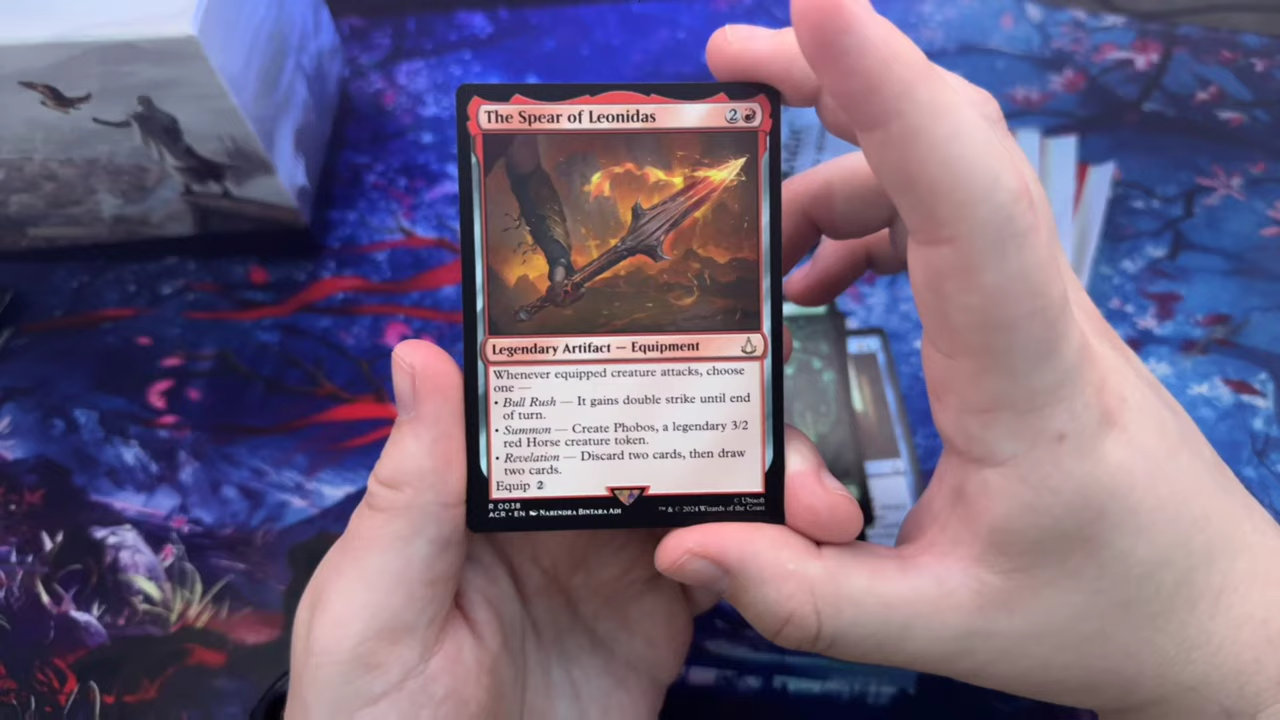 The Spear of Leonidas 2
Legendary Artifact — Equipment
Whenever equipped creature attacks, choose
one —
• Bull Rush — It gains double strike until end
of turn.
• Summon — Create Phobos, a legendary 3/2
red Horse creature token.
• Revelation — Discard two cards, then draw
two cards.
Equip 2
R 0038
ACR • EN Narendra Bintara Adi
© Ubisoft
™ & © 2024 Wizards of the Coast